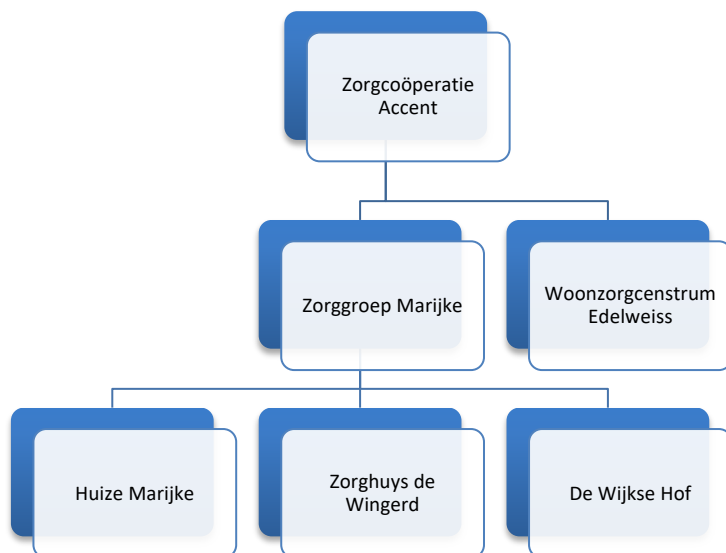 Zorgcoöperatie
Accent
Zorggroep Marijke
Woonzorgcenstrum
Edelweiss
Huize Marijke
Zorghuys de
Wingerd
De Wijkse Hof